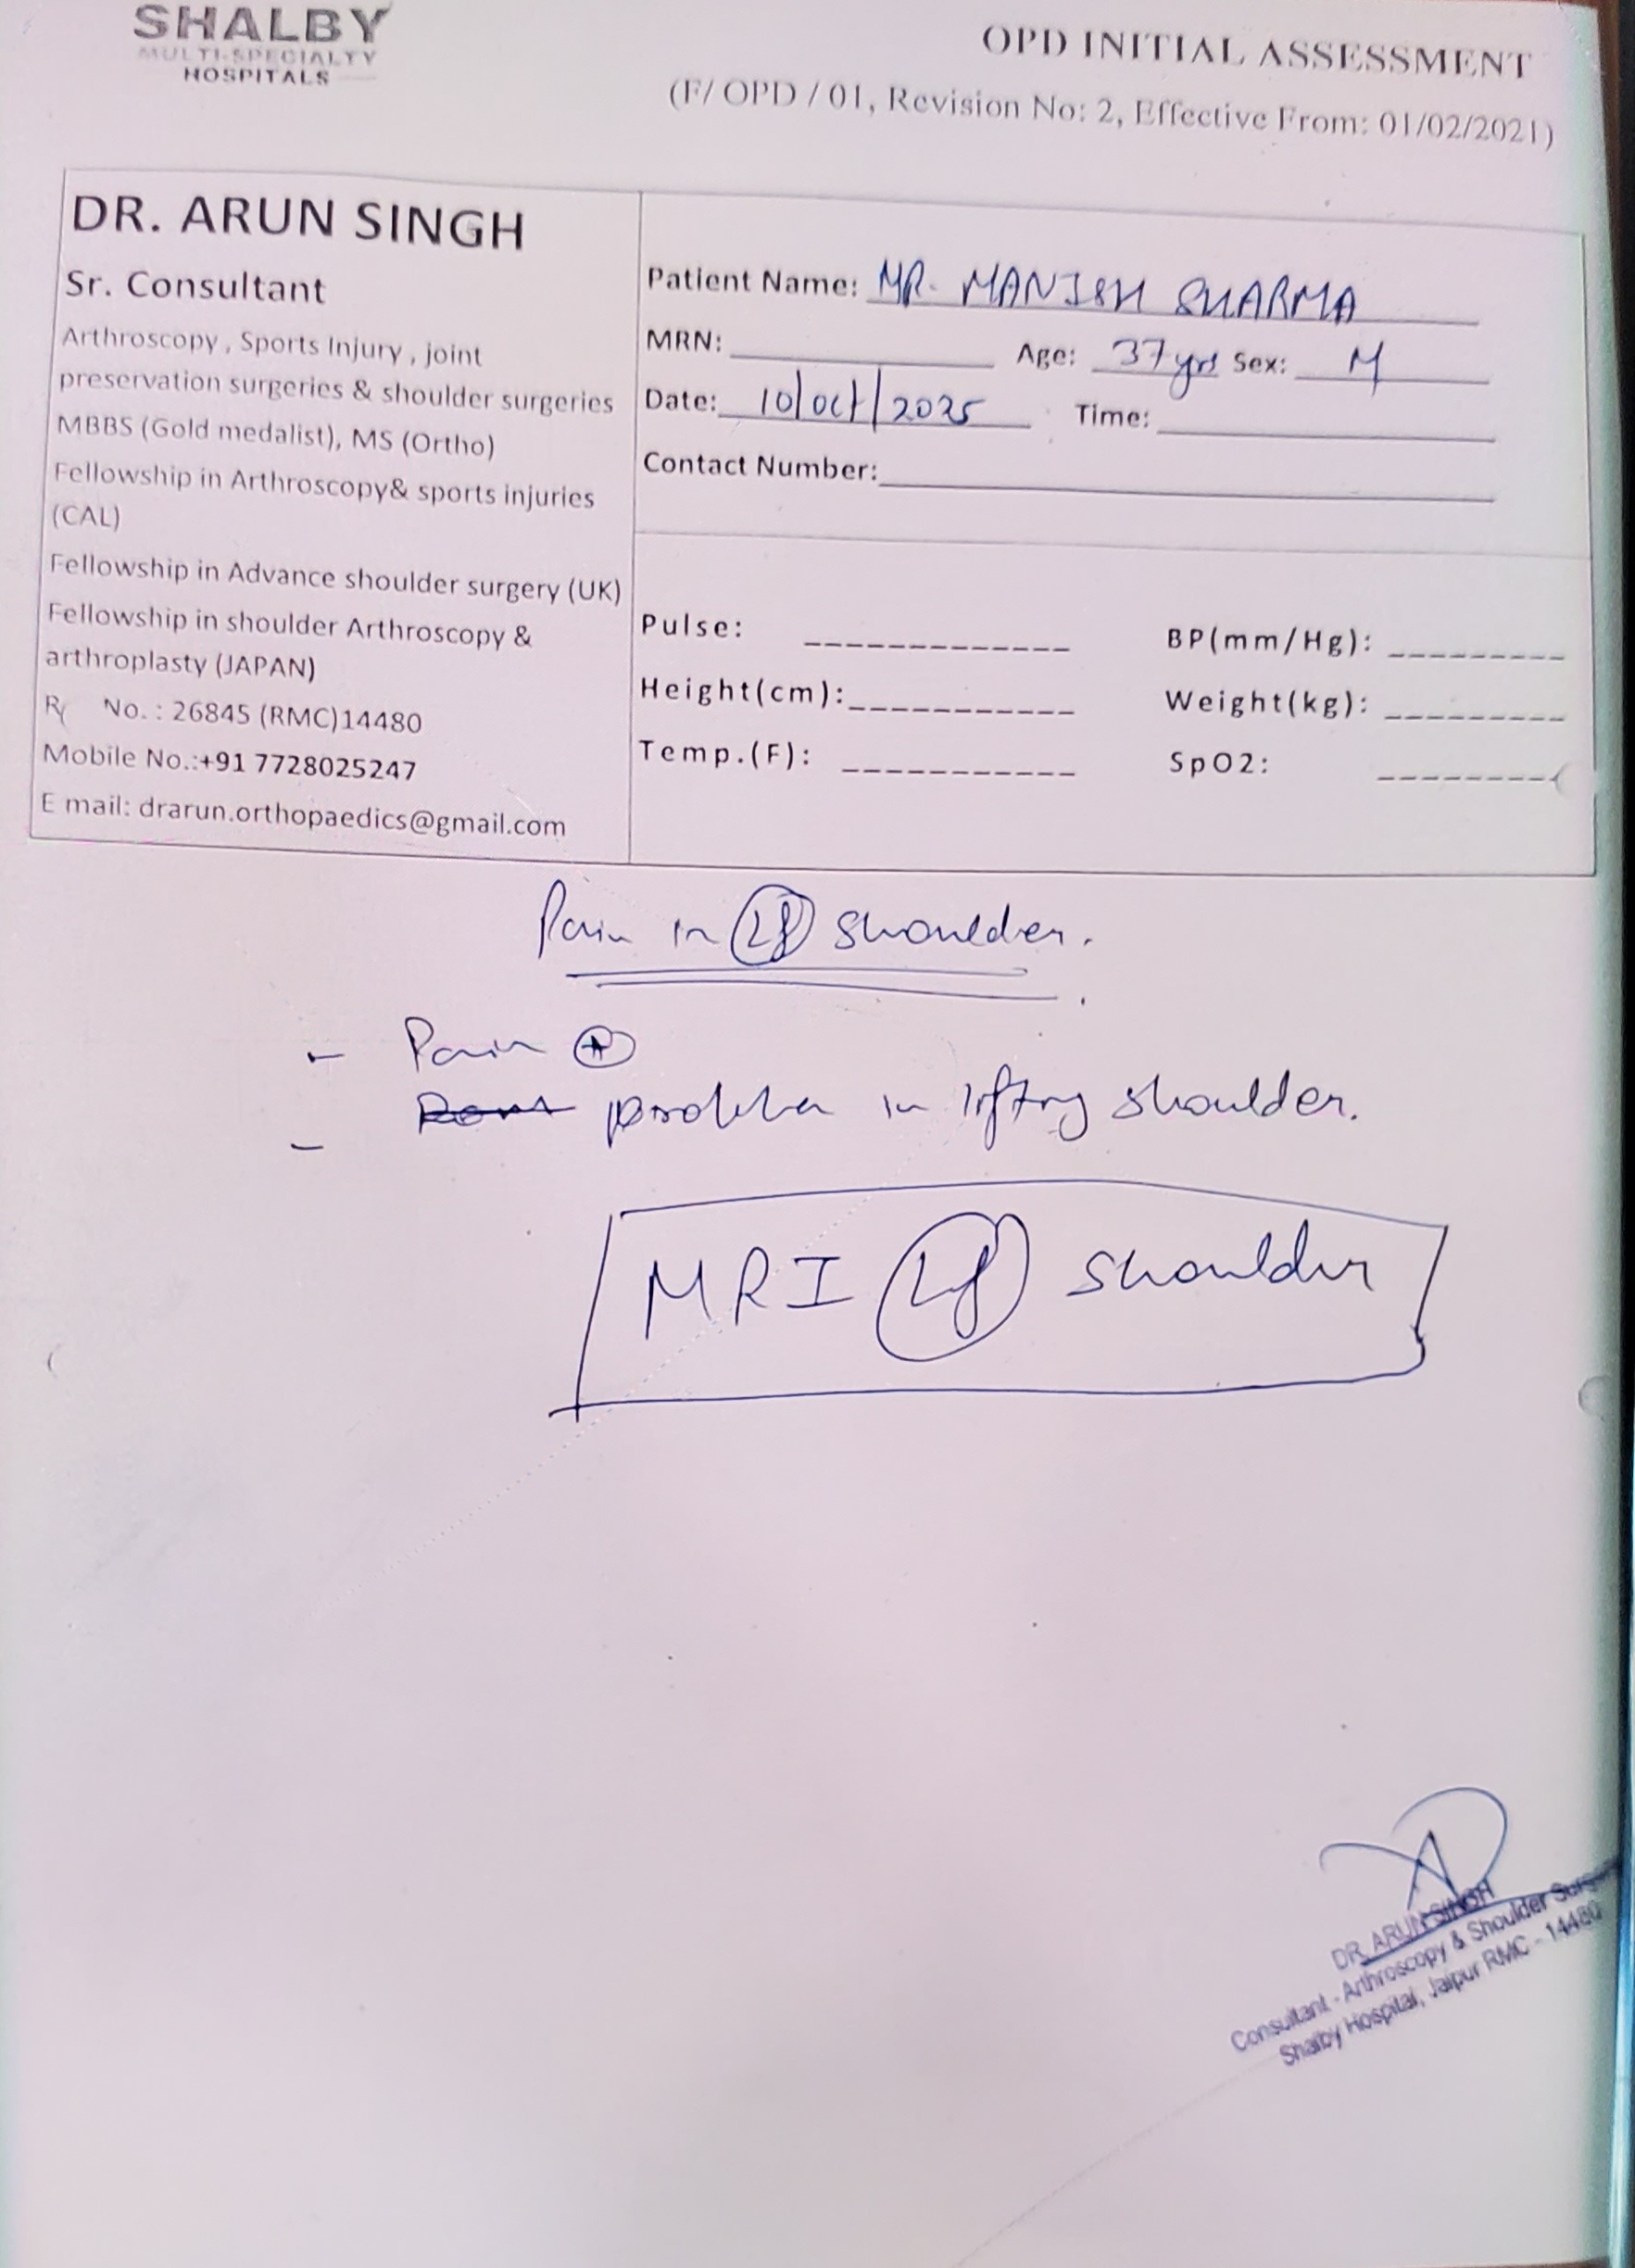 SHALBY
MULTI-SPECIALTY
HOSPITALS
OPD INITIAL ASSESSMENT
(F/ OPD / 01, Revision No: 2, Effective From: 01/02/2021)
DR. ARUN SINGH
Sr. Consultant
Arthroscopy , Sports Injury , joint
preservation surgeries & shoulder surgeries
MBBS (Gold medalist), MS (Ortho)
Fellowship in Arthroscopy& sports injuries
(CAL)
Fellowship in Advance shoulder surgery (UK)
Fellowship in shoulder Arthroscopy &
arthroplasty (JAPAN)
R No. : 26845 (RMC)14480
Mobile No.:+91 7728025247
E mail: drarun.orthopaedics@gmail.com
Patient Name: MR. MANISH SHARMA
MRN: Age: 37 yrs Sex: M
Date: 10/oct/2025 Time:
Contact Number:
Pulse: BP(mm/Hg):
Height(cm): Weight(kg):
Temp.(F): SpO2:
Pain in Lt shoulder.
- Pain +
- problem in lifting shoulder.
MRI Lt shoulder
DR. ARUN SINGH
Consultant - Arthroscopy & Shoulder
Shalby Hospital, Jaipur RMC - 14480